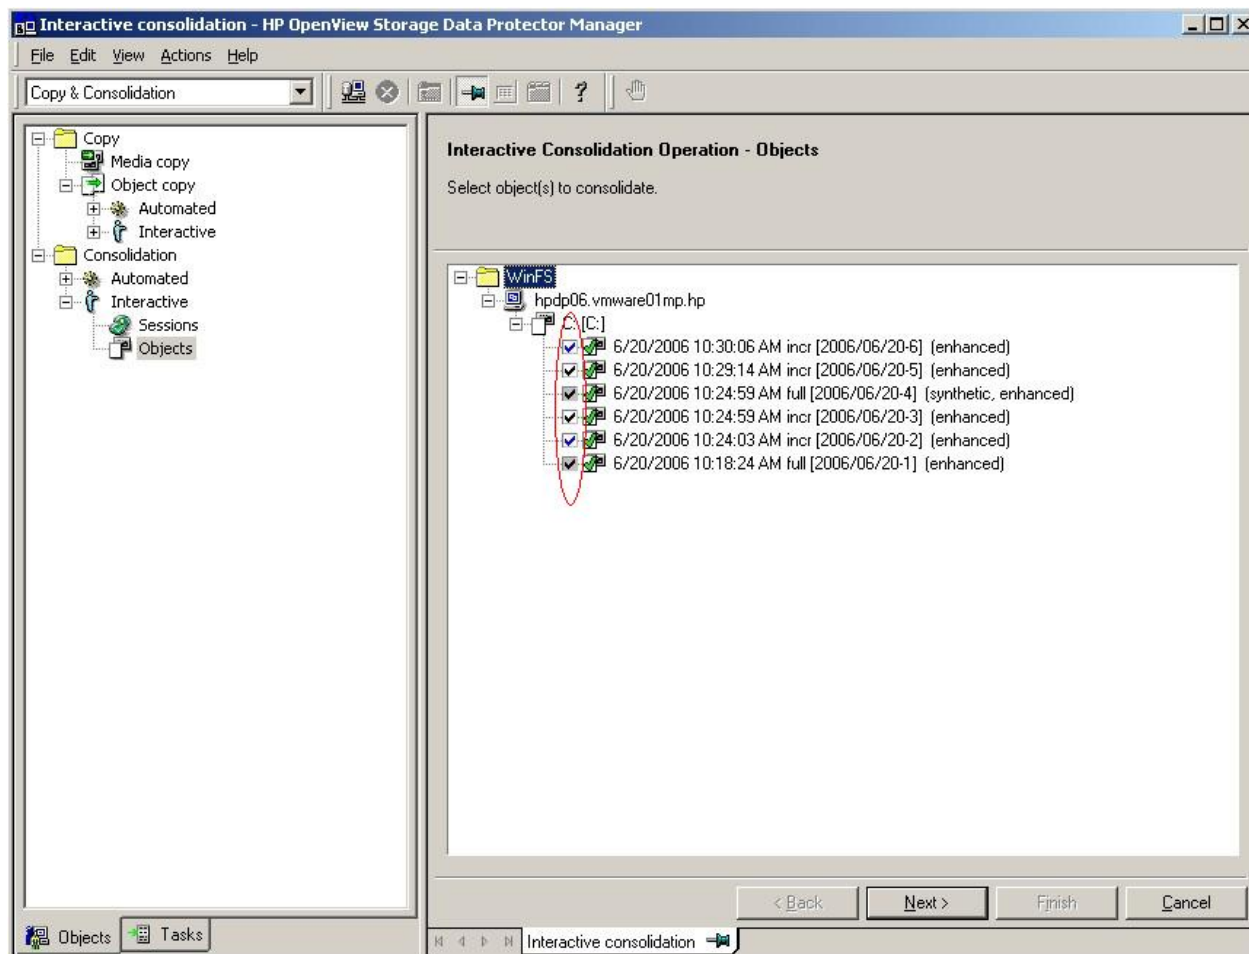 Interactive consolidation - HP OpenView Storage Data Protector Manager
File Edit View Actions Help
Copy & Consolidation
Copy
Media copy
Object copy
Automated
Interactive
Consolidation
Automated
Interactive
Sessions
Objects
Interactive Consolidation Operation - Objects
Select object(s) to consolidate.
WinFS
hpdp06.vmware01mp.hp
C: [C:]
6/20/2006 10:30:06 AM incr [2006/06/20-6] (enhanced)
6/20/2006 10:29:14 AM incr [2006/06/20-5] (enhanced)
6/20/2006 10:24:59 AM full [2006/06/20-4] (synthetic, enhanced)
6/20/2006 10:24:59 AM incr [2006/06/20-3] (enhanced)
6/20/2006 10:24:03 AM incr [2006/06/20-2] (enhanced)
6/20/2006 10:18:24 AM full [2006/06/20-1] (enhanced)
< Back Next > Finish Cancel
Objects Tasks
Interactive consolidation